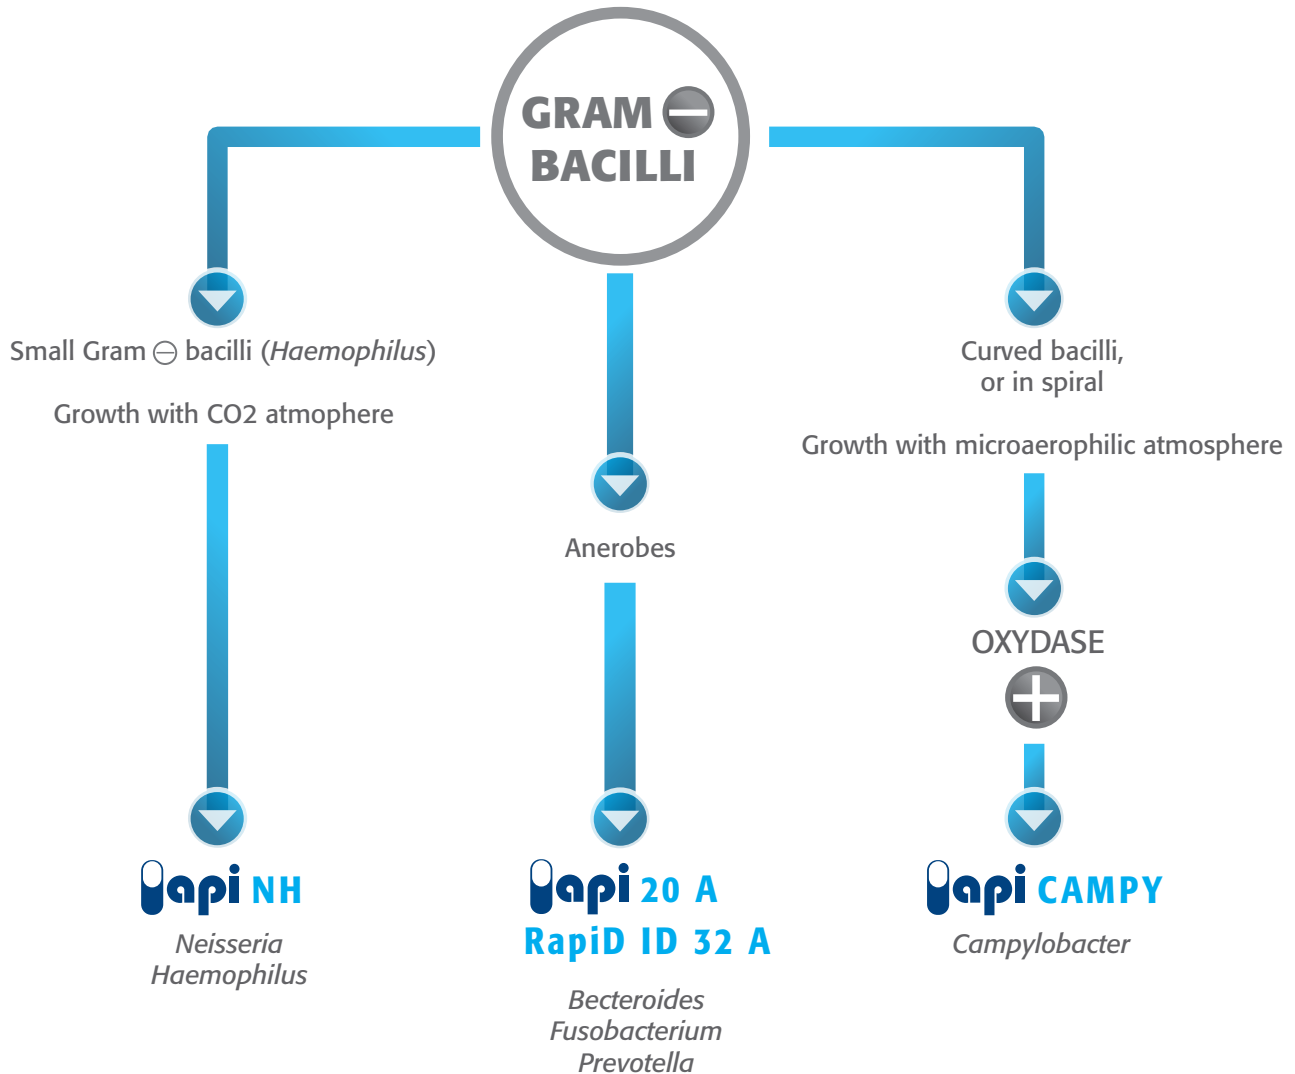 GRAM ⊖
BACILLI
Small Gram ⊖ bacilli (Haemophilus)
Growth with CO2 atmophere
Anerobes
Curved bacilli,
or in spiral
Growth with microaerophilic atmosphere
OXYDASE
+
api NH
Neisseria
Haemophilus
api 20 A
RapiD ID 32 A
Becteroides
Fusobacterium
Prevotella
api CAMPY
Campylobacter